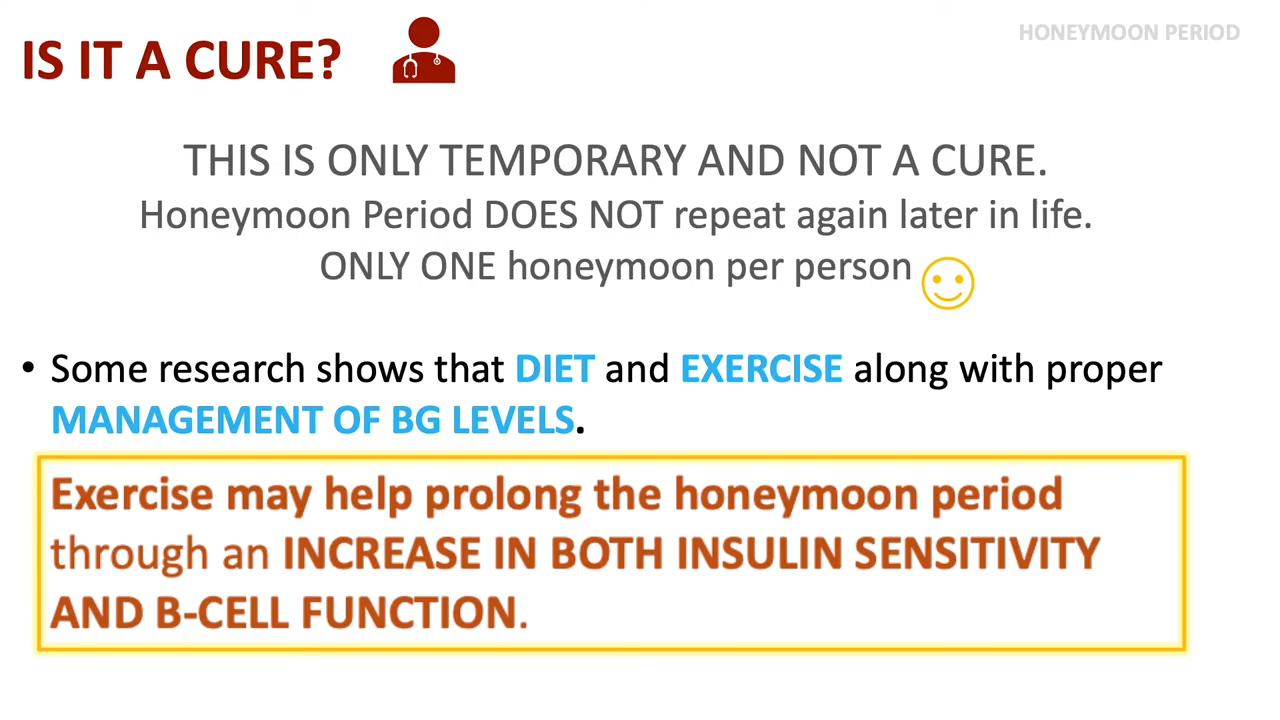 HONEYMOON PERIOD
IS IT A CURE?
THIS IS ONLY TEMPORARY AND NOT A CURE.
Honeymoon Period DOES NOT repeat again later in life.
ONLY ONE honeymoon per person
• Some research shows that DIET and EXERCISE along with proper
MANAGEMENT OF BG LEVELS.
Exercise may help prolong the honeymoon period
through an INCREASE IN BOTH INSULIN SENSITIVITY
AND B-CELL FUNCTION.